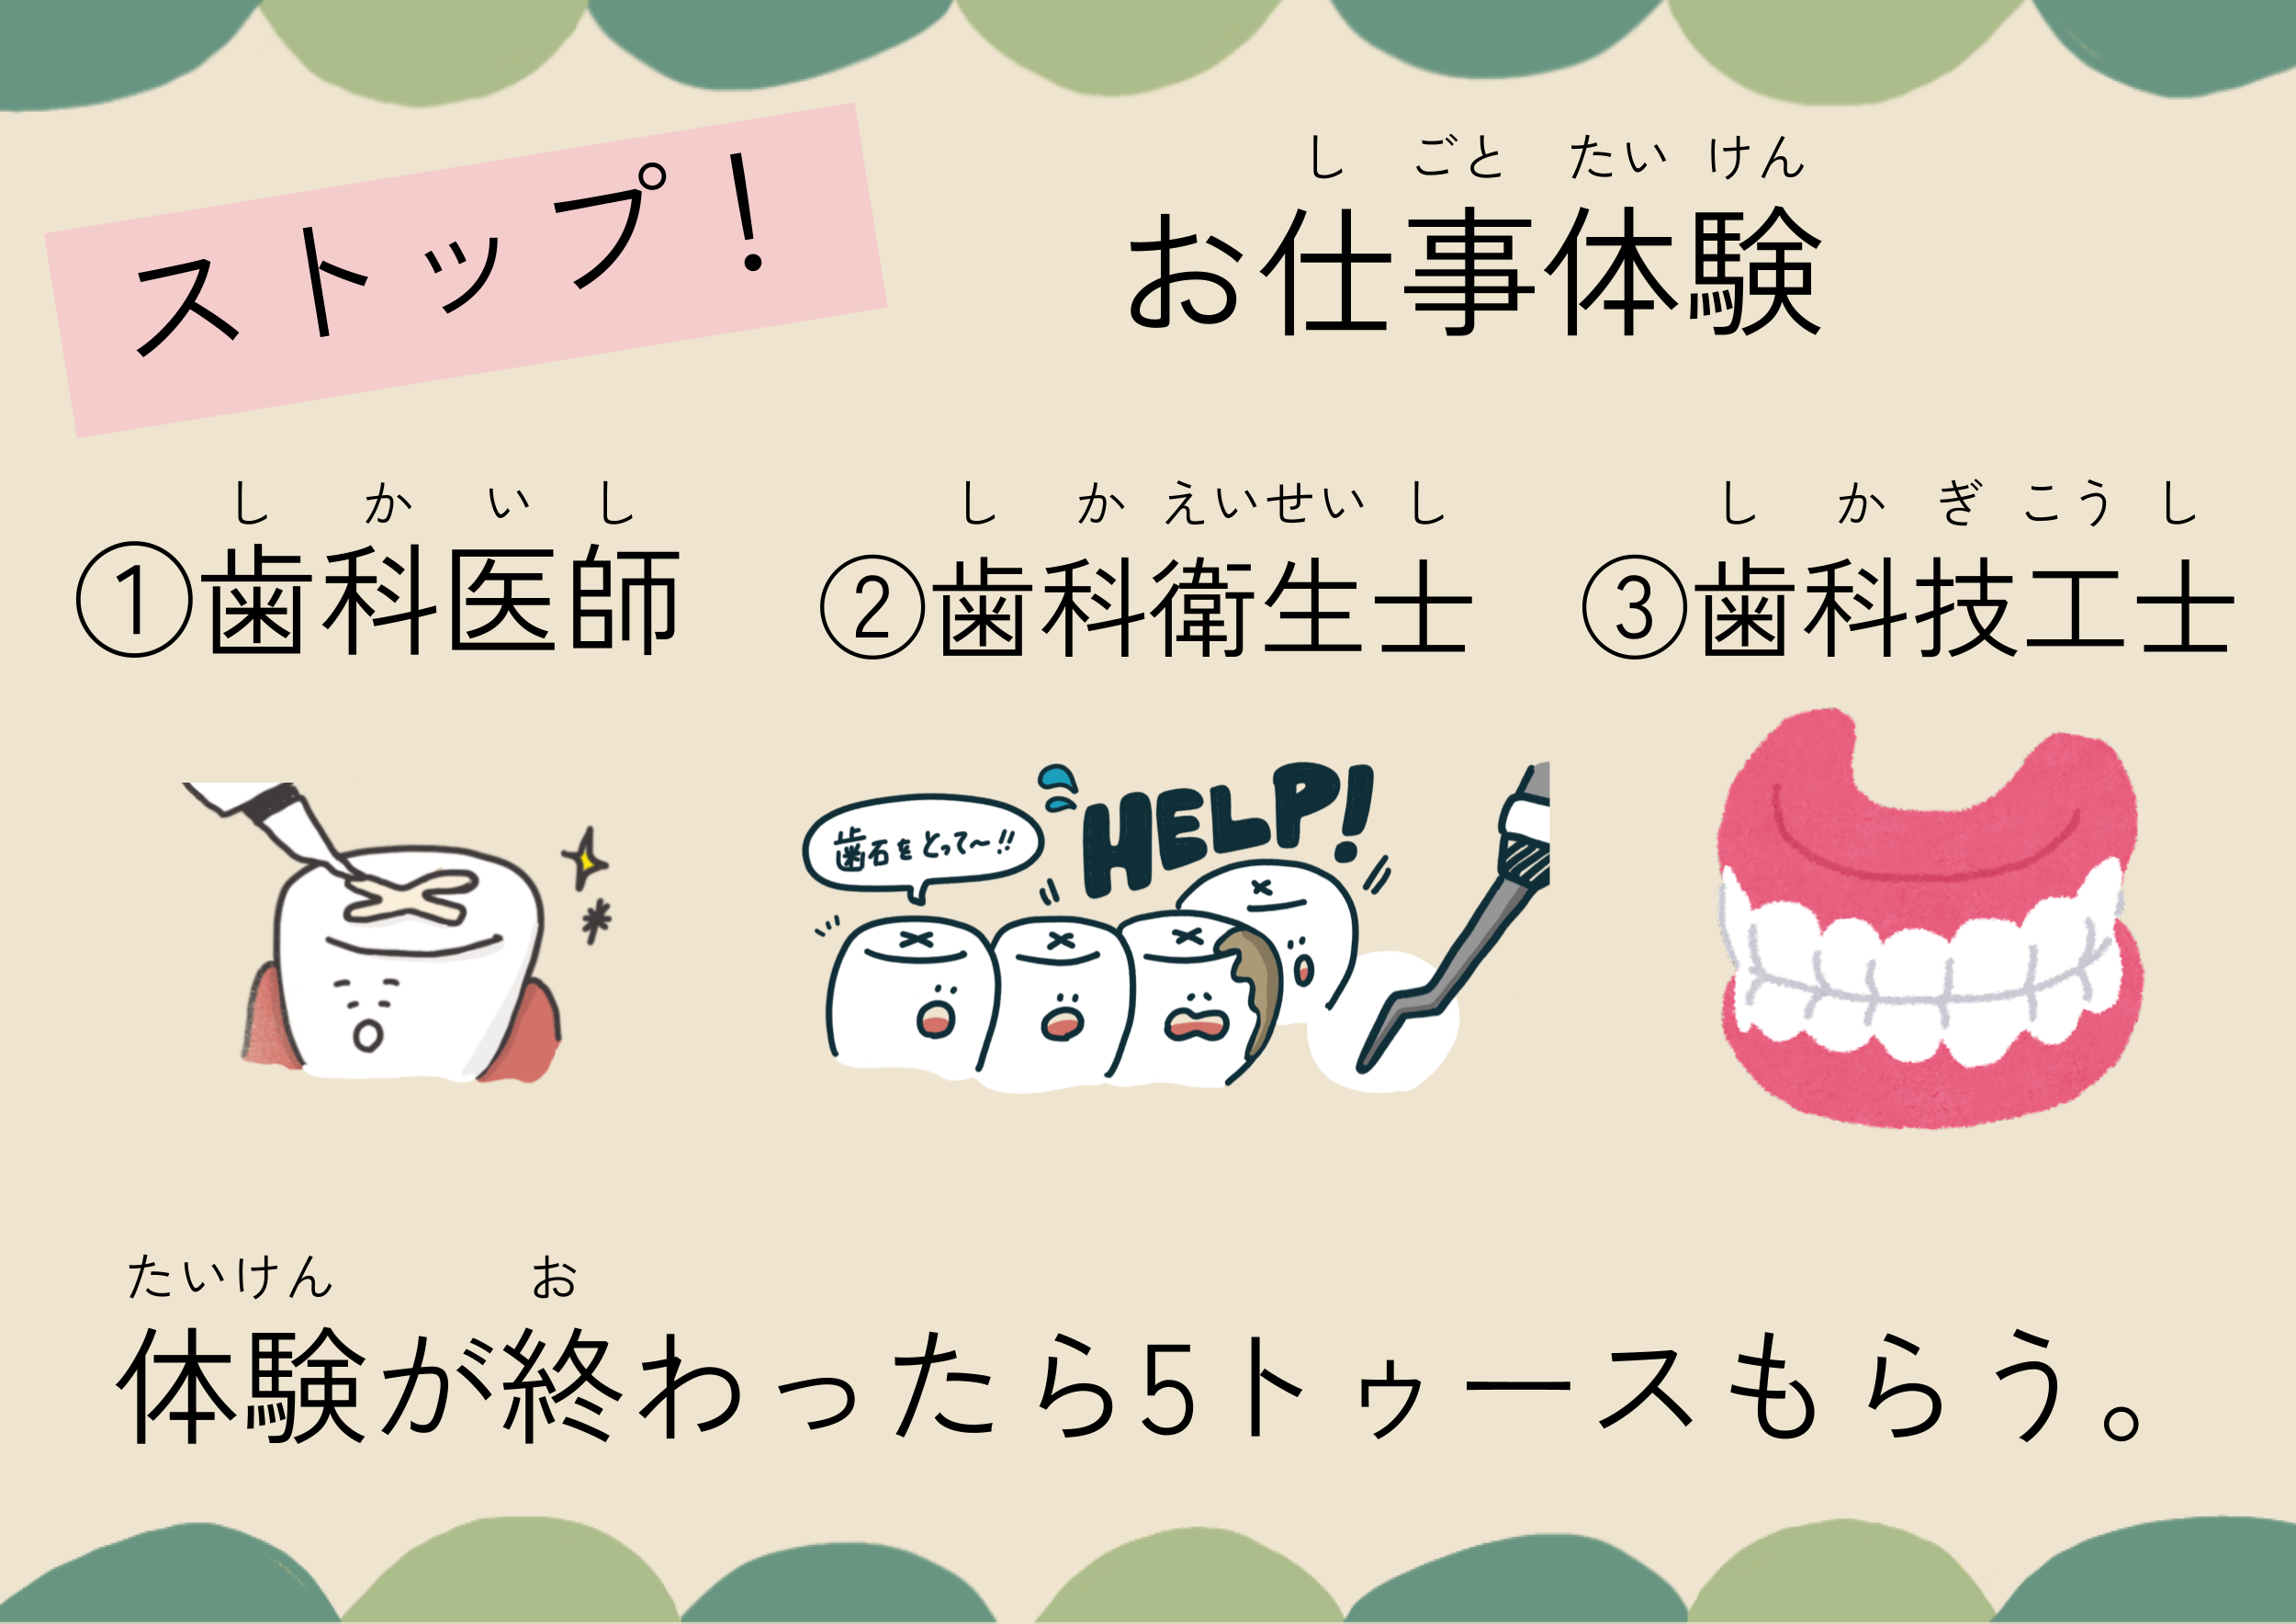 ストップ！
し ごと たい けん
お仕事体験
し か い し
①歯科医師
し か えいせい し
②歯科衛生士
し か ぎ こう し
③歯科技工士
HELP!
歯石をとって〜!!
たいけん お
体験が終わったら5トゥースもらう。